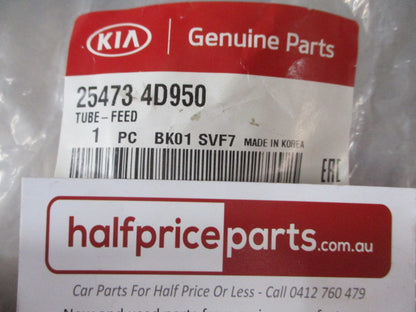 KIA Genuine Parts
25473 4D950
TUBE-FEED
1 PC BK01 SVF7 MADE IN KOREA
EAC
halfpriceparts.com.au
Car Parts For Half Price Or Less - Call 0412 760 479